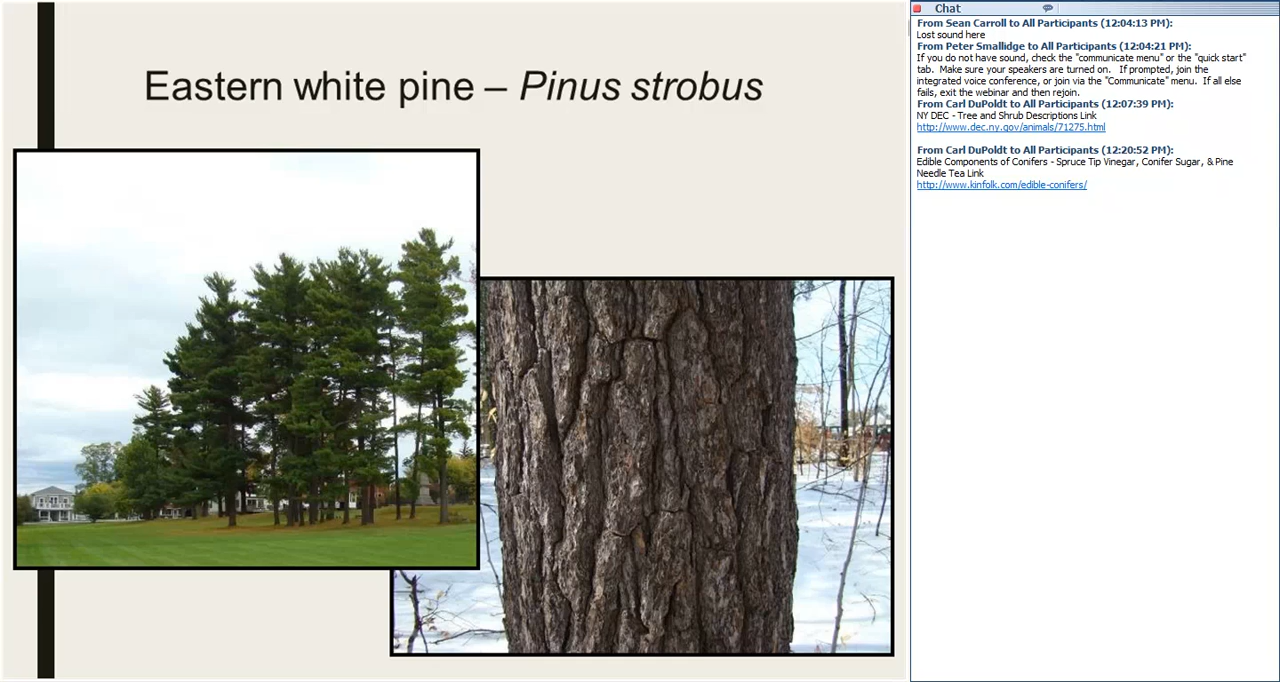 Eastern white pine – Pinus strobus
Chat
From Sean Carroll to All Participants (12:04:13 PM):
Lost sound here
From Peter Smallidge to All Participants (12:04:21 PM):
If you do not have sound, check the "communicate menu" or the "quick start"
tab.  Make sure your speakers are turned on.   If prompted, join the
integrated voice conference, or join via the "Communicate" menu.  If all else
fails, exit the webinar and then rejoin.
From Carl DuPoldt to All Participants (12:07:39 PM):
NY DEC - Tree and Shrub Descriptions Link
http://www.dec.ny.gov/animals/71275.html
From Carl DuPoldt to All Participants (12:20:52 PM):
Edible Components of Conifers - Spruce Tip Vinegar, Conifer Sugar, & Pine
Needle Tea Link
http://www.kinfolk.com/edible-conifers/